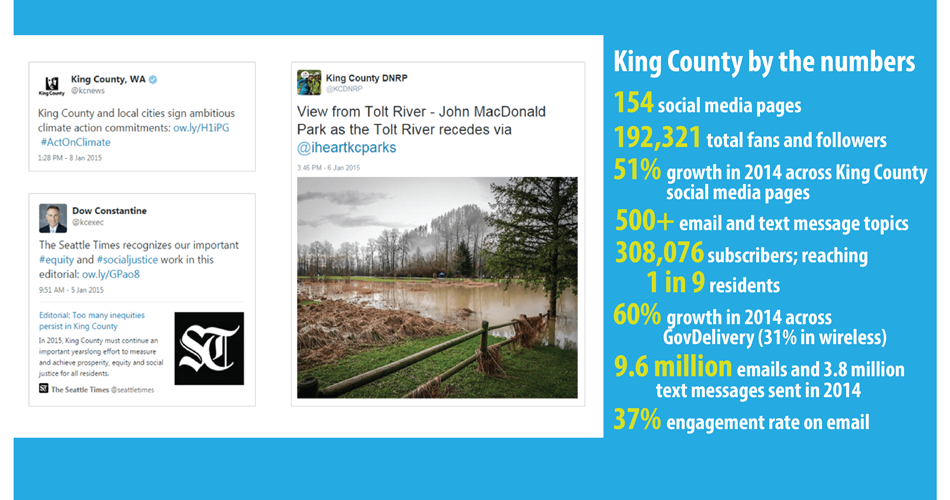 King County, WA
@kcnews
King County and local cities sign ambitious
climate action commitments: ow.ly/H1iPG
#ActOnClimate
1:28 PM - 8 Jan 2015
King County
Dow Constantine
@kcexec
The Seattle Times recognizes our important
#equity and #socialjustice work in this
editorial: ow.ly/GPao8
9:51 AM - 5 Jan 2015
Editorial: Too many inequities
persist in King County
In 2015, King County must continue an
important yearslong effort to measure
and achieve prosperity, equity and social
justice for all residents.
The Seattle Times @seattletimes
ST
King County DNRP
@KCDNRP
View from Tolt River - John MacDonald
Park as the Tolt River recedes via
@iheartkcparks
3:46 PM - 6 Jan 2015
King County by the numbers
154 social media pages
192,321 total fans and followers
51% growth in 2014 across King County
social media pages
500+ email and text message topics
308,076 subscribers; reaching
1 in 9 residents
60% growth in 2014 across
GovDelivery (31% in wireless)
9.6 million emails and 3.8 million
text messages sent in 2014
37% engagement rate on email